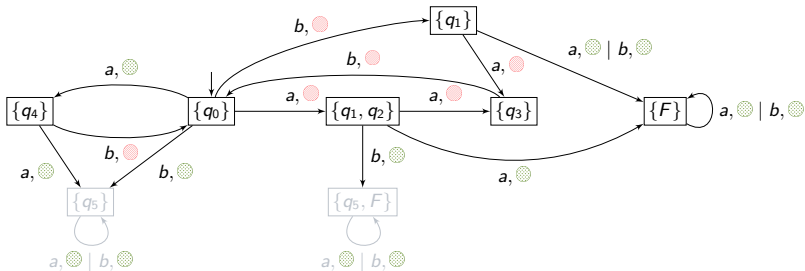 {q₁}
b,
b,
a, | b,
a,
a,
{q₄}
{q₀}
a,
{q₁, q₂}
a,
{q₃}
{F}
a, | b,
b,
a,
b,
b,
a,
{q₅}
{q₅, F}
a, | b,
a, | b,